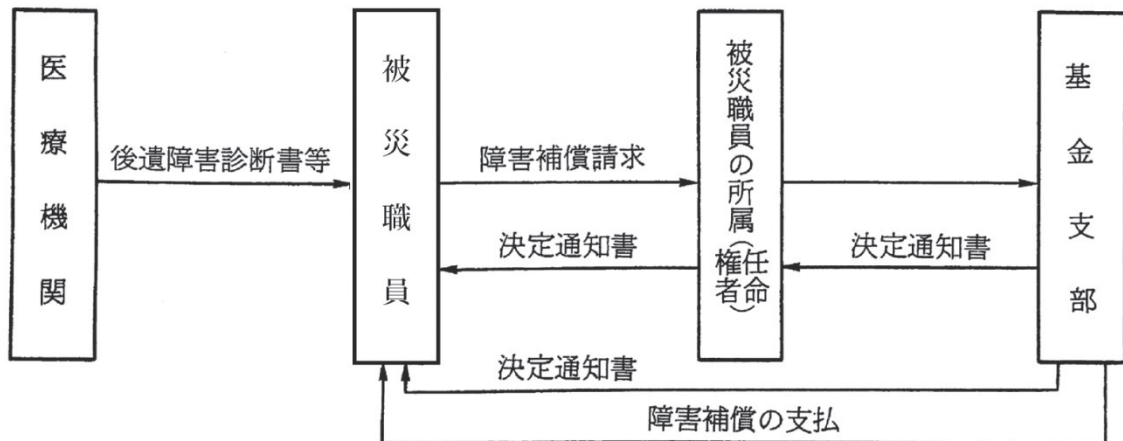 医療機関
後遺障害診断書等
被災職員
障害補償請求
決定通知書
被災職員の所属(任命権者)
決定通知書
基金支部
決定通知書
障害補償の支払